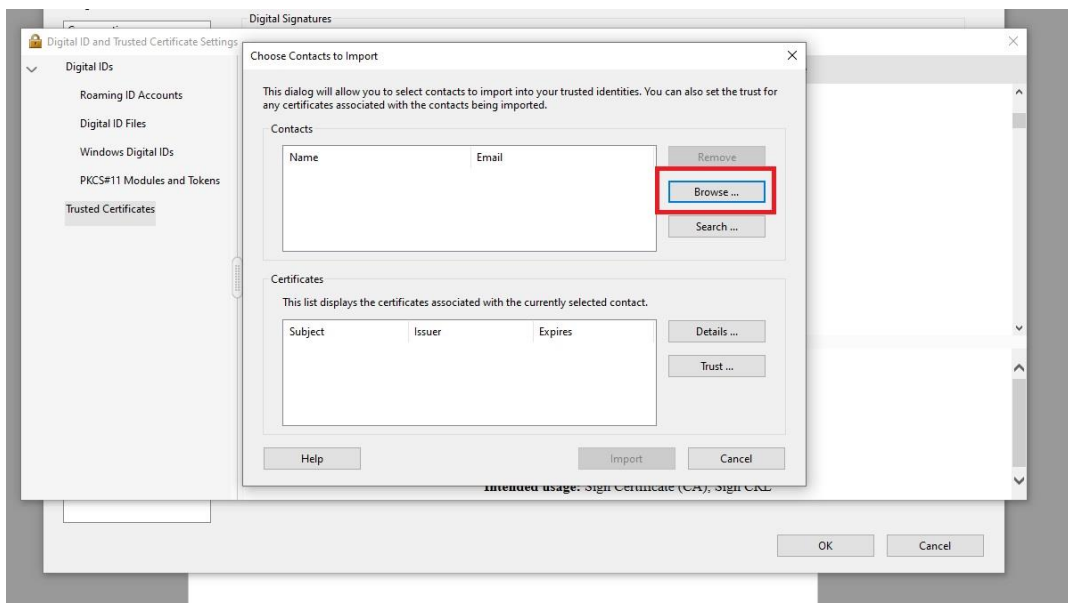 Digital Signatures
Digital ID and Trusted Certificate Settings
Digital IDs
Roaming ID Accounts
Digital ID Files
Windows Digital IDs
PKCS#11 Modules and Tokens
Trusted Certificates
Choose Contacts to Import
This dialog will allow you to select contacts to import into your trusted identities. You can also set the trust for
any certificates associated with the contacts being imported.
Contacts
Name Email
Remove
Browse ...
Search ...
Certificates
This list displays the certificates associated with the currently selected contact.
Subject Issuer Expires
Details ...
Trust ...
Help Import Cancel
Intended usage: Sign Certificate (CA), Sign CRL
OK Cancel